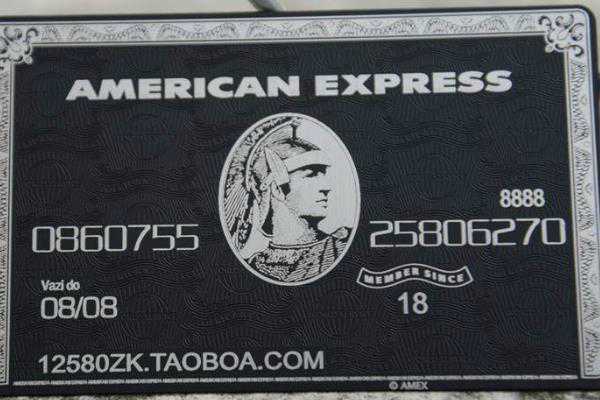 AMERICAN EXPRESS
8888
0860755 25806270
MEMBER SINCE
Vazi do
08/08 18
12580ZK.TAOBOA.COM
© AMEX